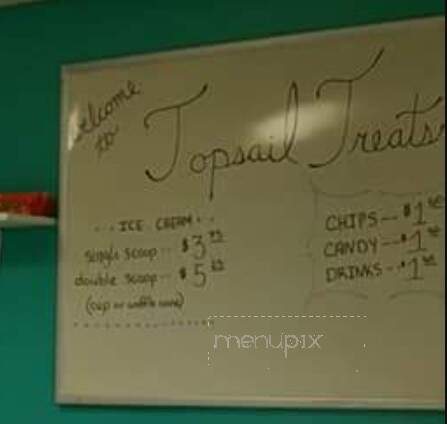 Welcome
to
Topsail Treats
·· ICE CREAM ··
single scoop ·· $3
double scoop ·· $5
(cup or waffle cone)
CHIPS -- $1
CANDY -- $1
DRINKS -- $1
menupix